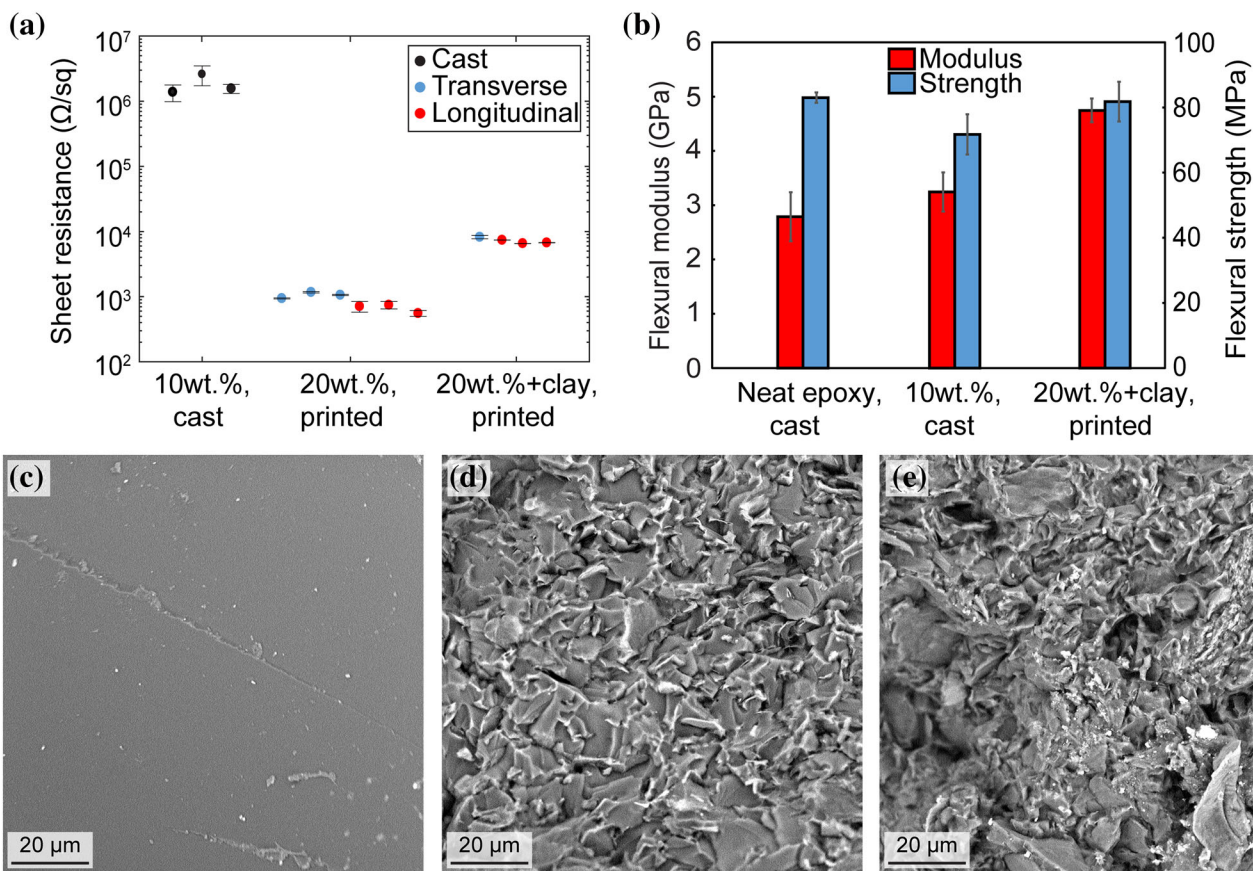 (a)
Sheet resistance (Ω/sq)
10⁷
10⁶
10⁵
10⁴
10³
10²
Cast
Transverse
Longitudinal
10wt.%,
cast
20wt.%,
printed
20wt.%+clay,
printed
(b)
Flexural modulus (GPa)
6
5
4
3
2
1
0
Modulus
Strength
100
80
60
40
20
0
Flexural strength (MPa)
Neat epoxy,
cast
10wt.%,
cast
20wt.%+clay,
printed
(c)
20 μm
(d)
20 μm
(e)
20 μm